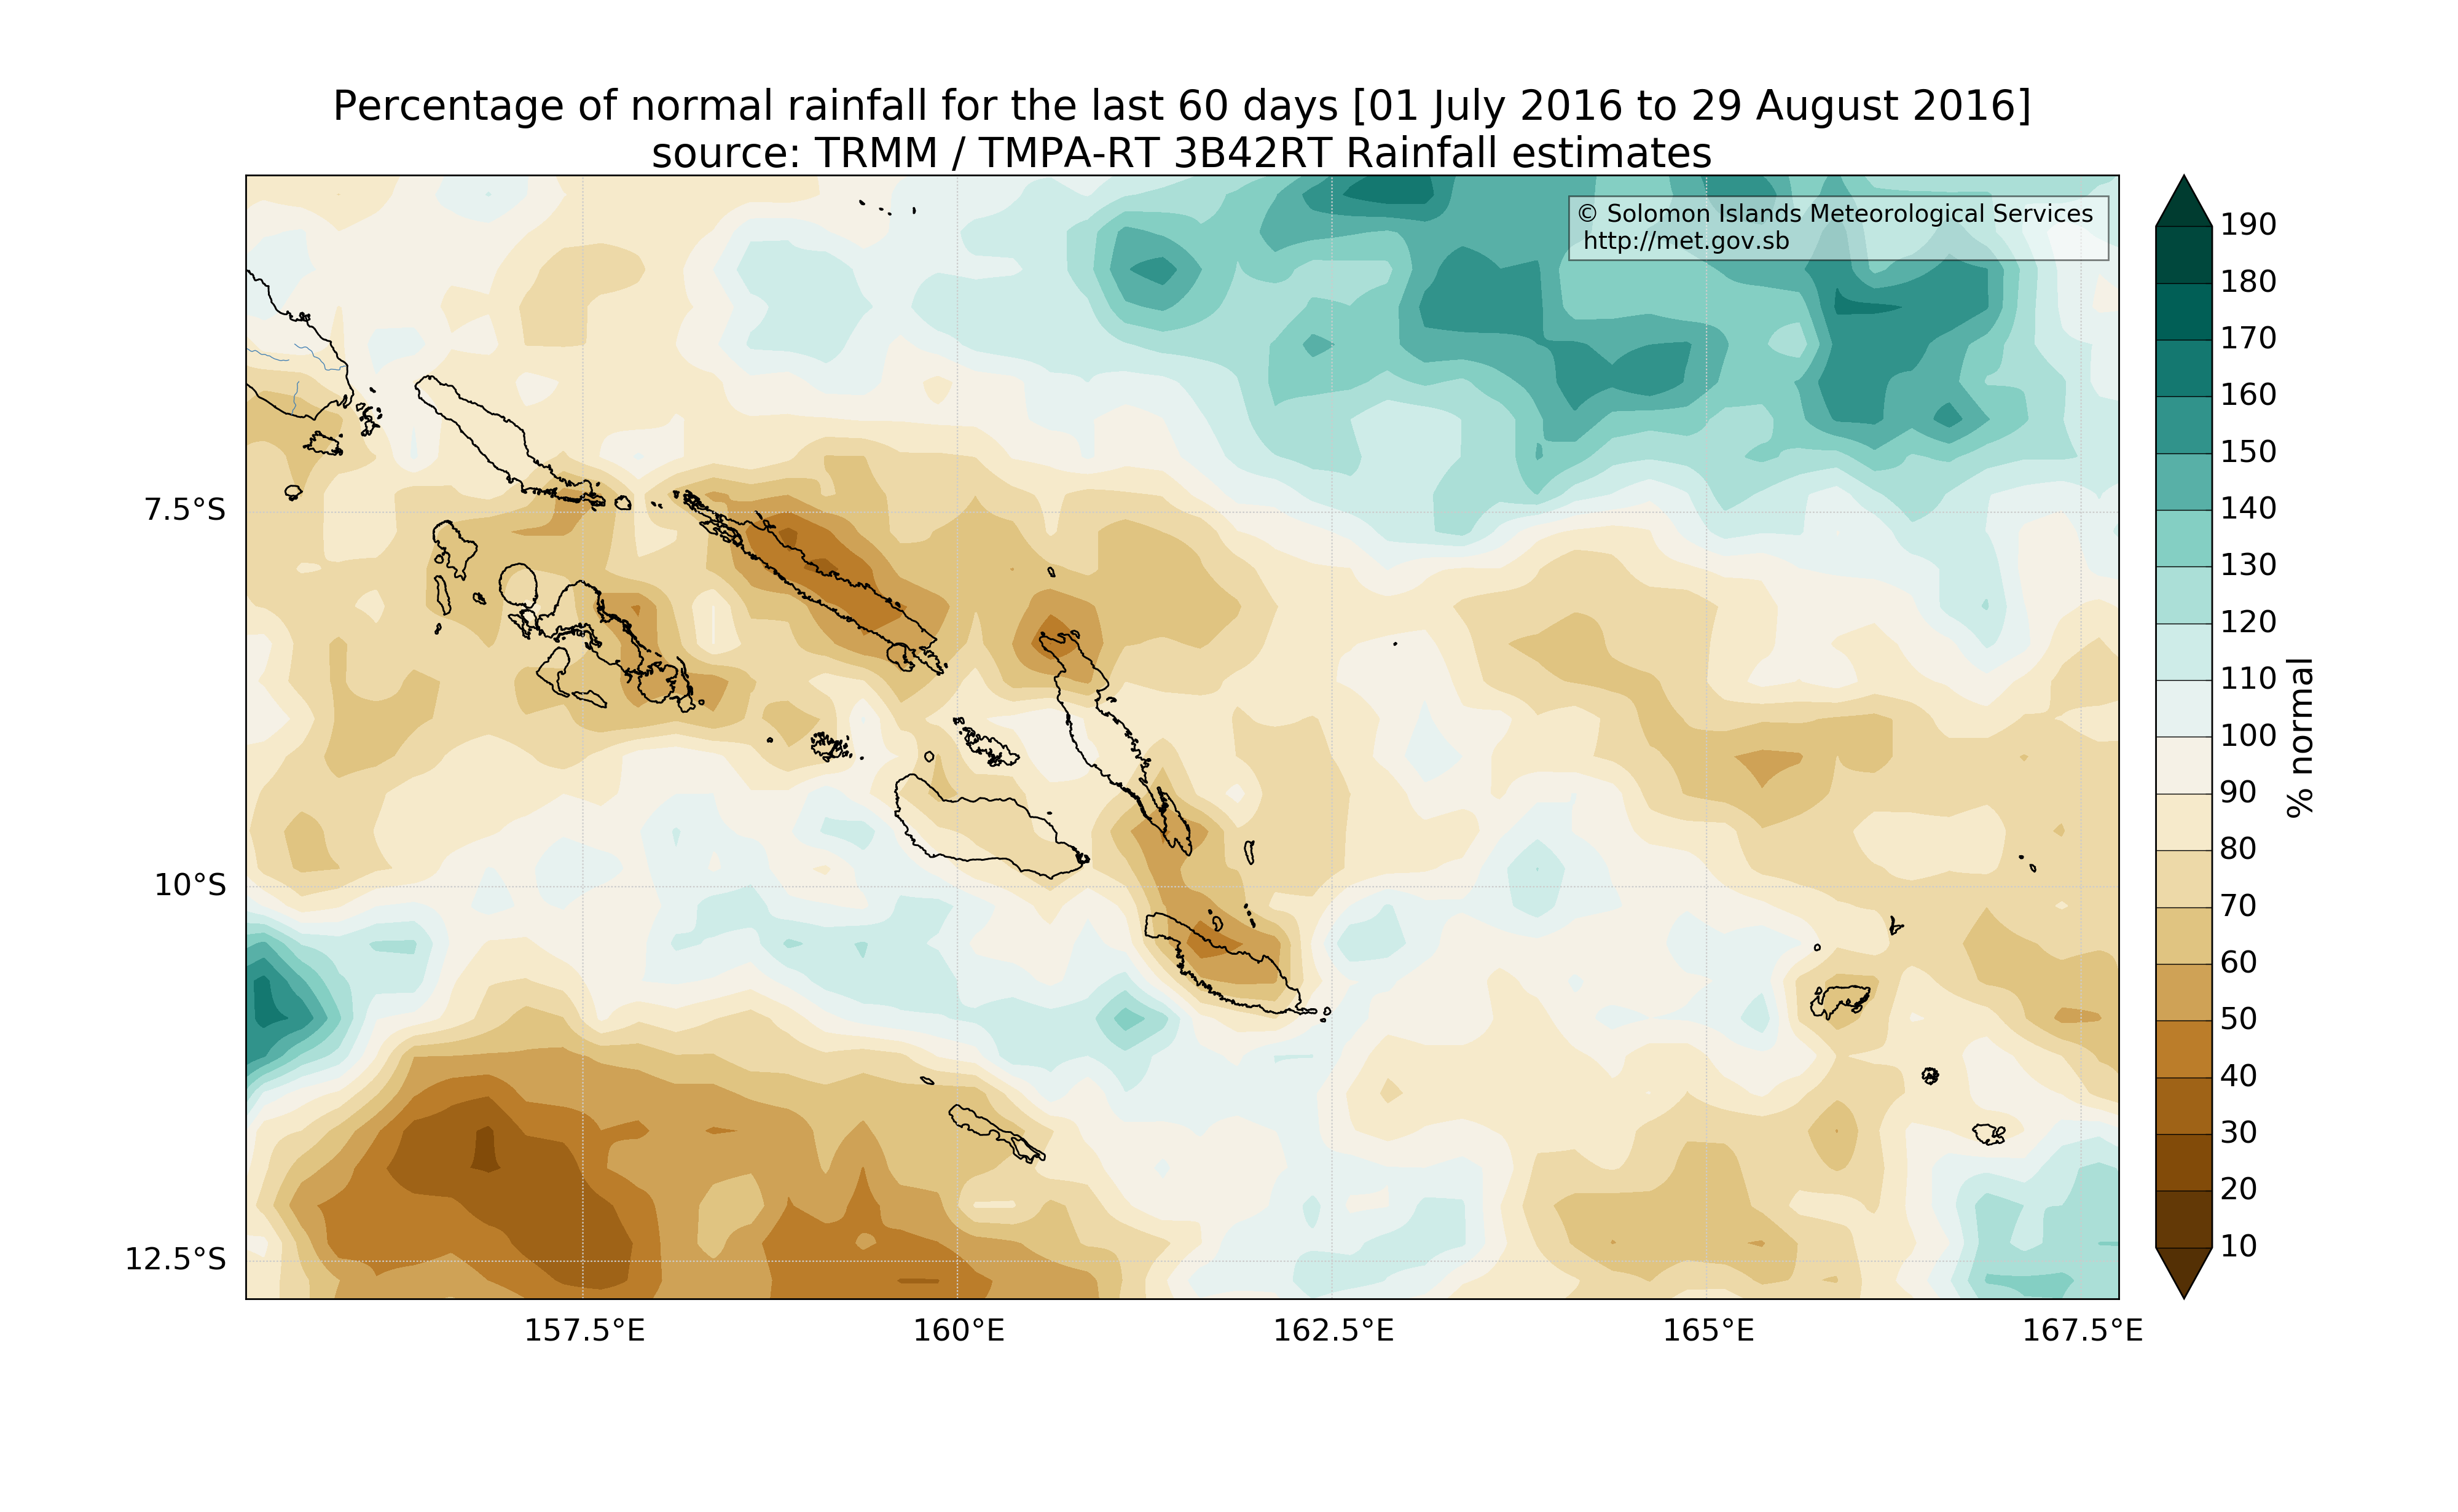 Percentage of normal rainfall for the last 60 days [01 July 2016 to 29 August 2016]
source: TRMM / TMPA-RT 3B42RT Rainfall estimates
© Solomon Islands Meteorological Services
http://met.gov.sb
7.5°S
10°S
12.5°S
157.5°E
160°E
162.5°E
165°E
167.5°E
190
180
170
160
150
140
130
120
110
100
90
80
70
60
50
40
30
20
10
% normal